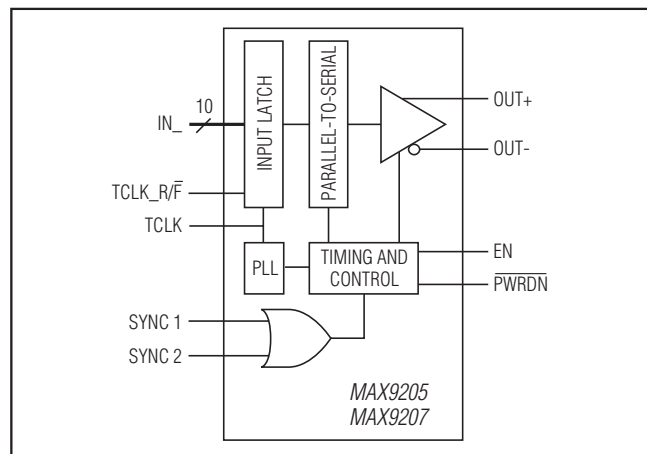 10
IN_
INPUT LATCH
PARALLEL-TO-SERIAL
OUT+
OUT-
TCLK_R/F̅
TCLK
PLL
TIMING AND
CONTROL
EN
P̅W̅R̅D̅N̅
SYNC 1
SYNC 2
MAX9205
MAX9207